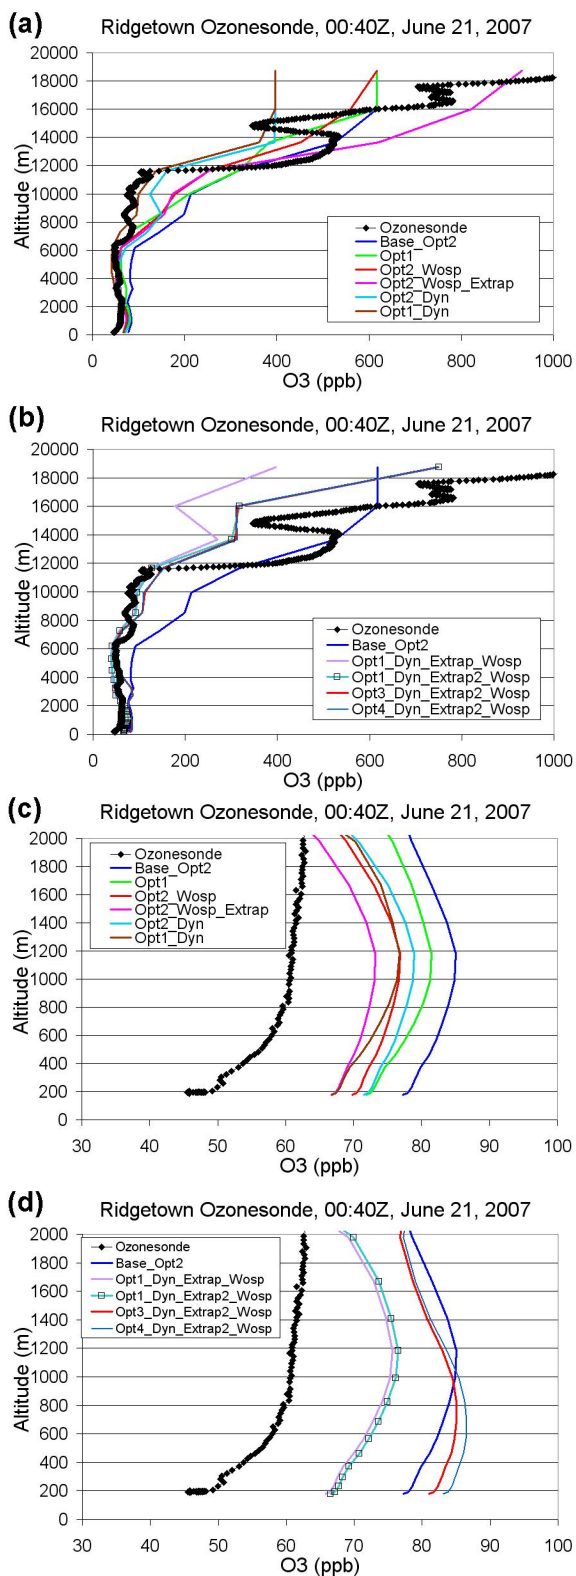 (a)
Ridgetown Ozonesonde, 00:40Z, June 21, 2007
20000
18000
16000
14000
12000
10000
8000
6000
4000
2000
0
Altitude (m)
Ozonesonde
Base_Opt2
Opt1
Opt2_Wosp
Opt2_Wosp_Extrap
Opt2_Dyn
Opt1_Dyn
0 200 400 600 800 1000
O3 (ppb)
(b)
Ridgetown Ozonesonde, 00:40Z, June 21, 2007
20000
18000
16000
14000
12000
10000
8000
6000
4000
2000
0
Altitude (m)
Ozonesonde
Base_Opt2
Opt1_Dyn_Extrap_Wosp
Opt1_Dyn_Extrap2_Wosp
Opt3_Dyn_Extrap2_Wosp
Opt4_Dyn_Extrap2_Wosp
0 200 400 600 800 1000
O3 (ppb)
(c)
Ridgetown Ozonesonde, 00:40Z, June 21, 2007
2000
1800
1600
1400
1200
1000
800
600
400
200
0
Altitude (m)
Ozonesonde
Base_Opt2
Opt1
Opt2_Wosp
Opt2_Wosp_Extrap
Opt2_Dyn
Opt1_Dyn
30 40 50 60 70 80 90 100
O3 (ppb)
(d)
Ridgetown Ozonesonde, 00:40Z, June 21, 2007
2000
1800
1600
1400
1200
1000
800
600
400
200
0
Altitude (m)
Ozonesonde
Base_Opt2
Opt1_Dyn_Extrap_Wosp
Opt1_Dyn_Extrap2_Wosp
Opt3_Dyn_Extrap2_Wosp
Opt4_Dyn_Extrap2_Wosp
30 40 50 60 70 80 90 100
O3 (ppb)